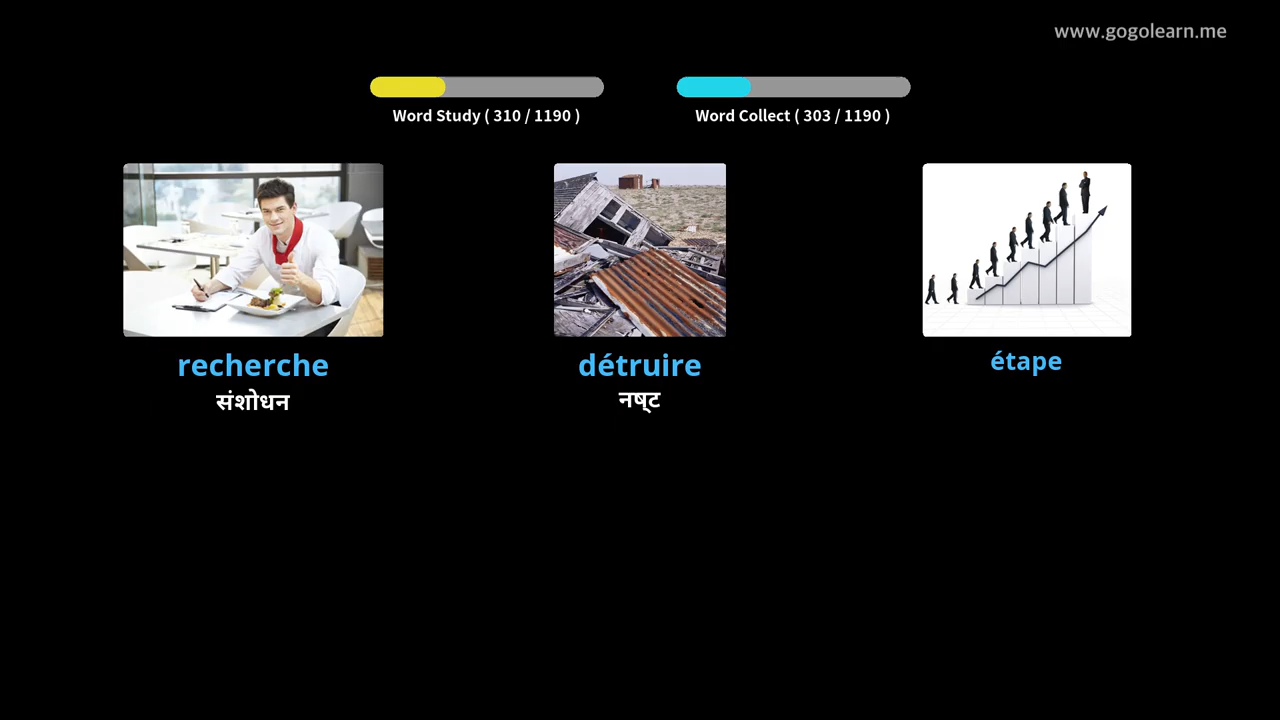 www.gogolearn.me
Word Study ( 310 / 1190 )
Word Collect ( 303 / 1190 )
recherche
संशोधन
détruire
नष्ट
étape